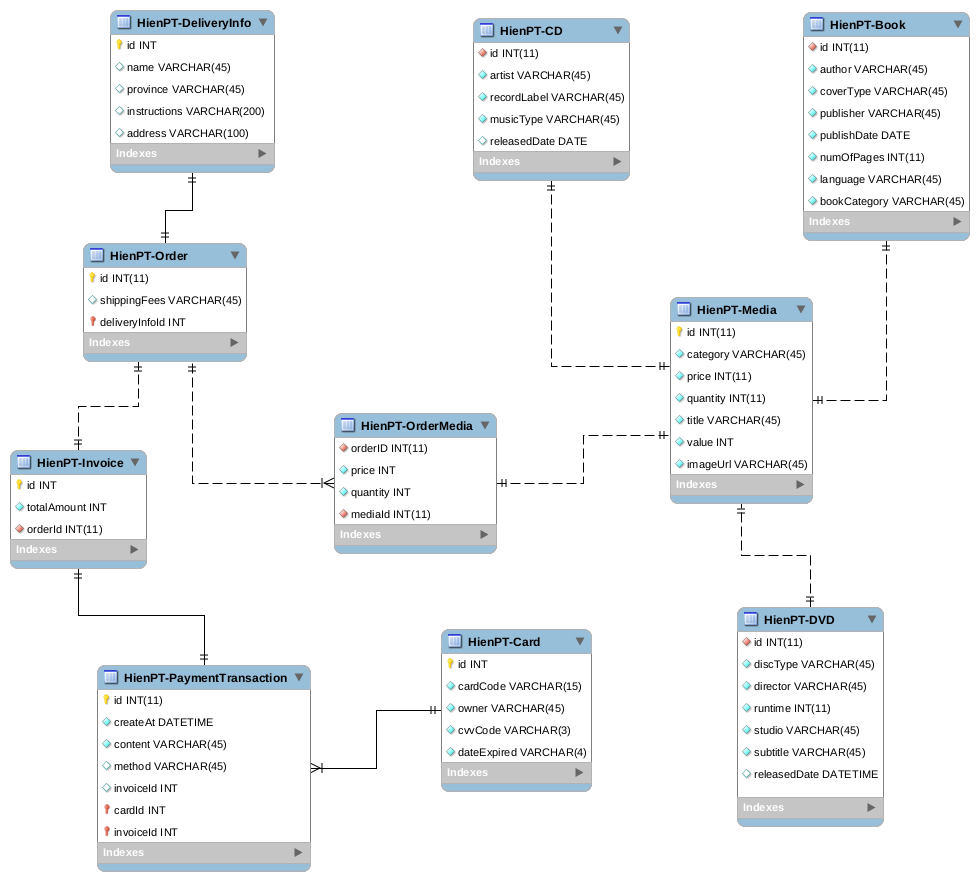 HienPT-DeliveryInfo
id INT
name VARCHAR(45)
province VARCHAR(45)
instructions VARCHAR(200)
address VARCHAR(100)
Indexes
HienPT-CD
id INT(11)
artist VARCHAR(45)
recordLabel VARCHAR(45)
musicType VARCHAR(45)
releasedDate DATE
Indexes
HienPT-Book
id INT(11)
author VARCHAR(45)
coverType VARCHAR(45)
publisher VARCHAR(45)
publishDate DATE
numOfPages INT(11)
language VARCHAR(45)
bookCategory VARCHAR(45)
Indexes
HienPT-Order
id INT(11)
shippingFees VARCHAR(45)
deliveryInfoId INT
Indexes
HienPT-Media
id INT(11)
category VARCHAR(45)
price INT(11)
quantity INT(11)
title VARCHAR(45)
value INT
imageUrl VARCHAR(45)
Indexes
HienPT-OrderMedia
orderID INT(11)
price INT
quantity INT
mediaId INT(11)
Indexes
HienPT-Invoice
id INT
totalAmount INT
orderId INT(11)
Indexes
HienPT-Card
id INT
cardCode VARCHAR(15)
owner VARCHAR(45)
cvvCode VARCHAR(3)
dateExpired VARCHAR(4)
Indexes
HienPT-DVD
id INT(11)
discType VARCHAR(45)
director VARCHAR(45)
runtime INT(11)
studio VARCHAR(45)
subtitle VARCHAR(45)
releasedDate DATETIME
Indexes
HienPT-PaymentTransaction
id INT(11)
createAt DATETIME
content VARCHAR(45)
method VARCHAR(45)
invoiceId INT
cardId INT
invoiceId INT
Indexes